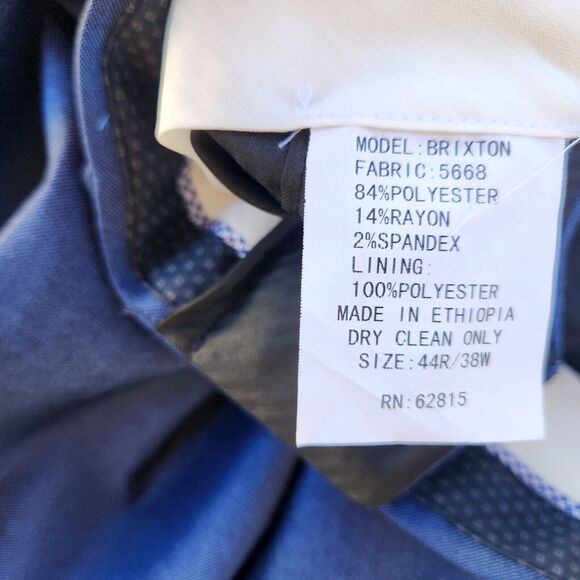 MODEL:BRIXTON
FABRIC:5668
84%POLYESTER
14%RAYON
2%SPANDEX
LINING:
100%POLYESTER
MADE IN ETHIOPIA
DRY CLEAN ONLY
SIZE:44R/38W
RN:62815